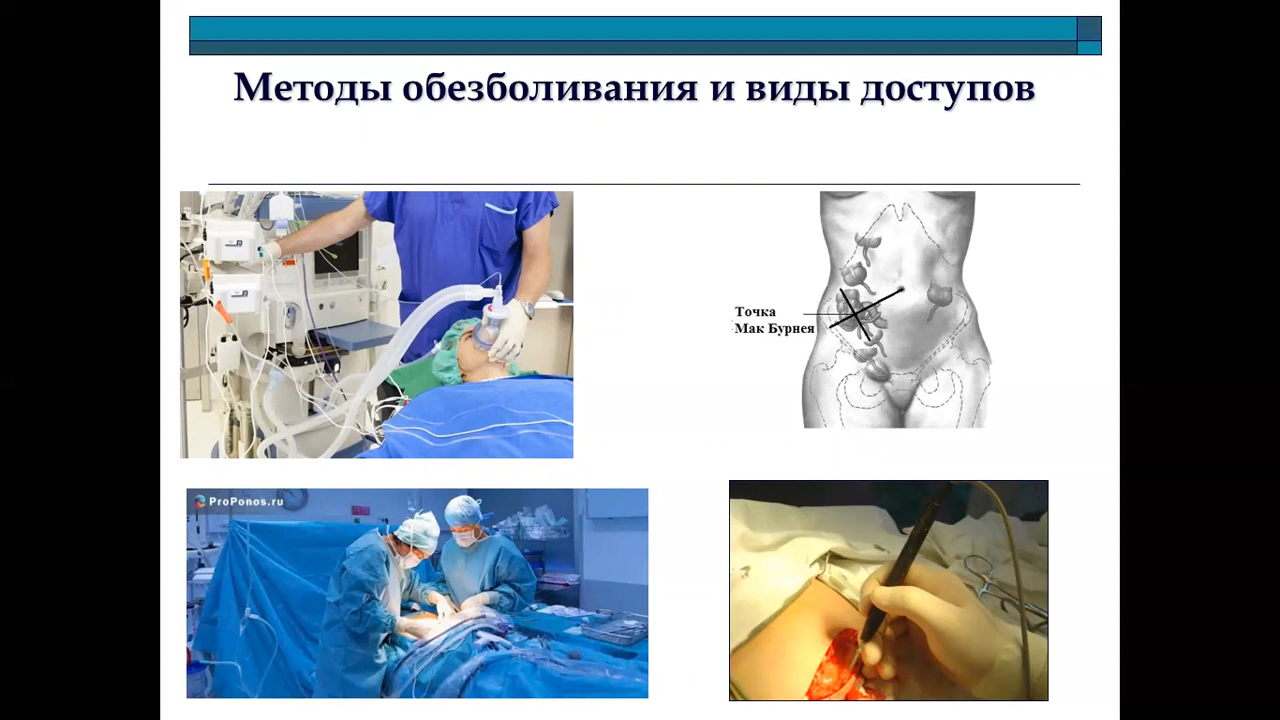 Методы обезболивания и виды доступов
Точка
Мак Бурнея
ProPonos.ru